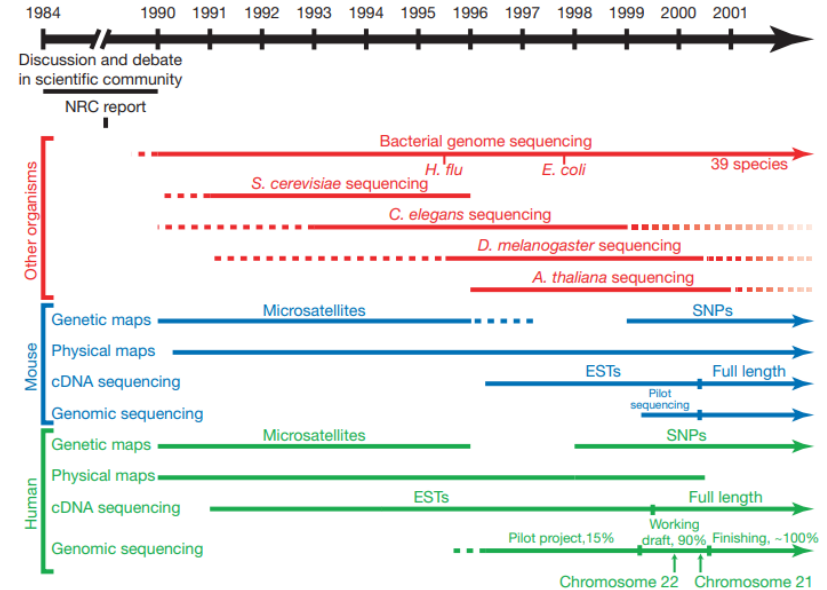 1984 1990 1991 1992 1993 1994 1995 1996 1997 1998 1999 2000 2001
Discussion and debate
in scientific community
NRC report
Other organisms
Bacterial genome sequencing
H. flu E. coli 39 species
S. cerevisiae sequencing
C. elegans sequencing
D. melanogaster sequencing
A. thaliana sequencing
Mouse
Genetic maps Microsatellites SNPs
Physical maps
cDNA sequencing ESTs Full length
Pilot
sequencing
Genomic sequencing
Human
Genetic maps Microsatellites SNPs
Physical maps
cDNA sequencing ESTs Full length
Genomic sequencing Pilot project,15%
Working
draft, 90%
Finishing, ~100%
Chromosome 22 Chromosome 21